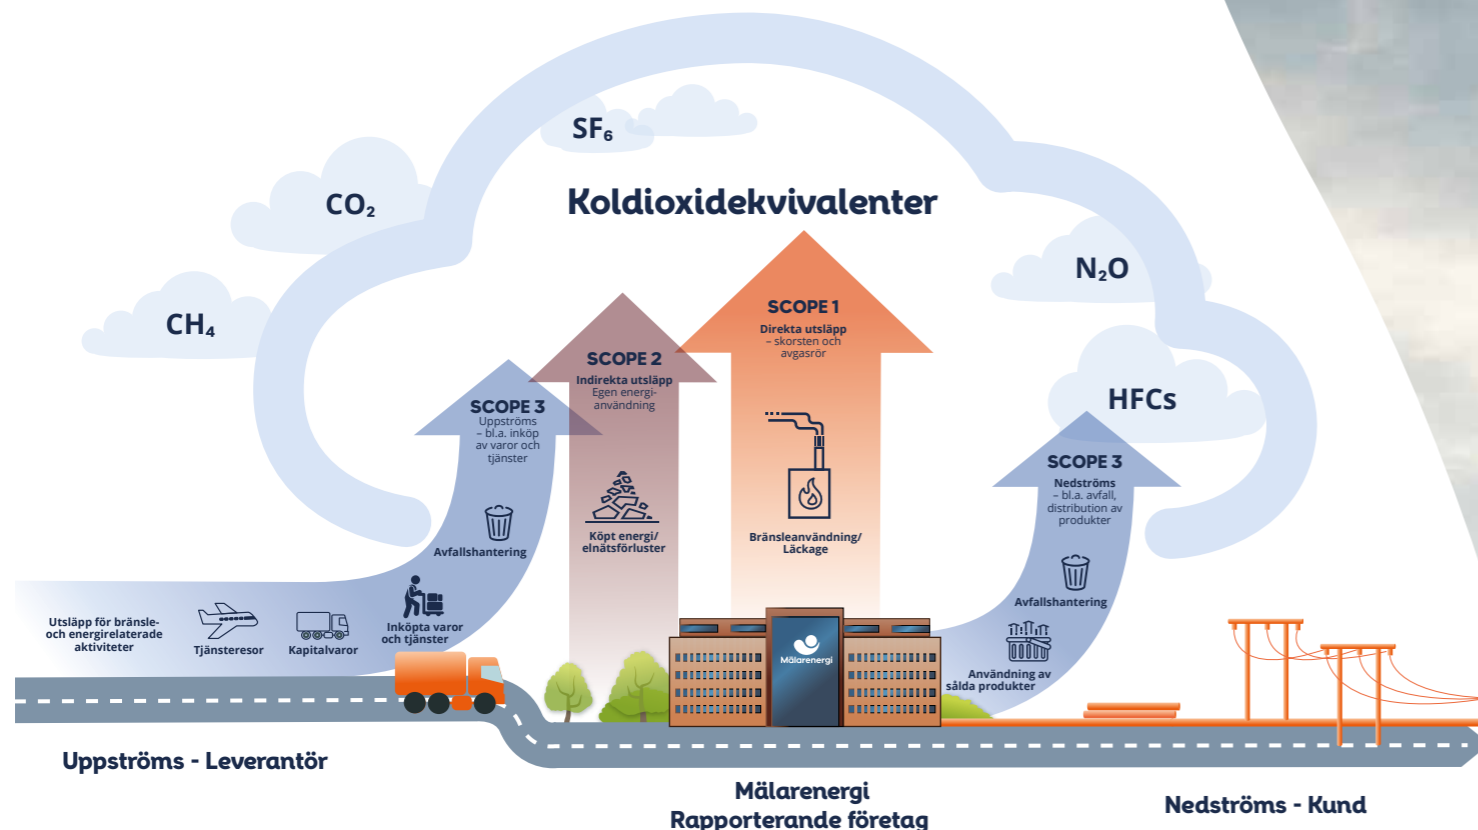 SF₆
CO₂
Koldioxidekvivalenter
N₂O
CH₄
HFCs
SCOPE 1
Direkta utsläpp
– skorsten och
avgasrör
Bränsleanvändning/
Läckage
SCOPE 2
Indirekta utsläpp
Egen energi-
användning
Köpt energi/
elnätsförluster
SCOPE 3
Uppströms
– bl.a. inköp
av varor och
tjänster
Avfallshantering
Inköpta varor
och tjänster
Kapitalvaror
Tjänsteresor
Utsläpp för bränsle-
och energirelaterade
aktiviteter
SCOPE 3
Nedströms
– bl.a. avfall,
distribution av
produkter
Avfallshantering
Användning av
sålda produkter
Mälarenergi
Uppströms - Leverantör
Mälarenergi
Rapporterande företag
Nedströms - Kund